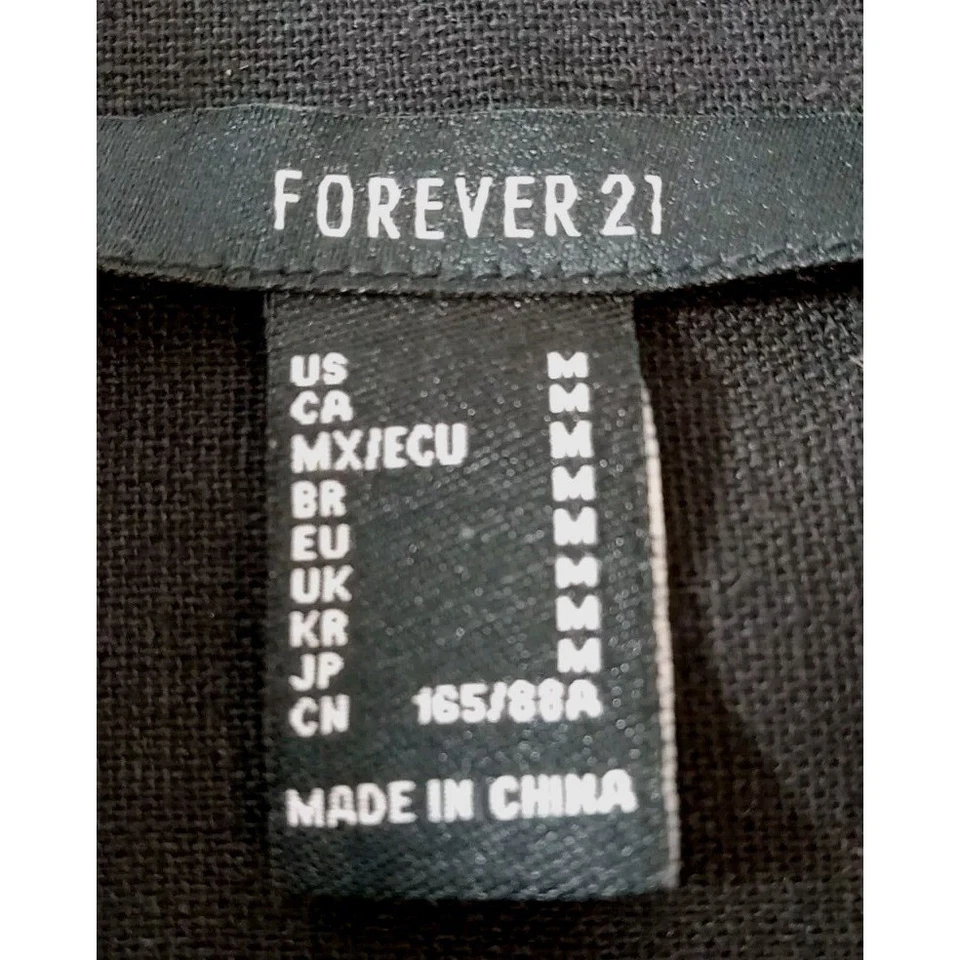 FOREVER 21
US M
CA M
MX/ECU M
BR M
EU M
UK M
KR M
JP M
CN 165/88A
MADE IN CHINA